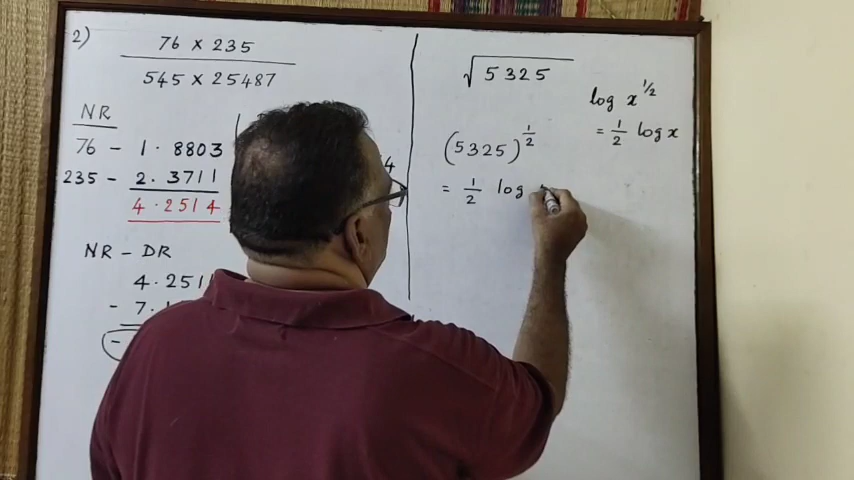 2)
76 x 235
545 x 25487
NR
76 - 1.8803
235 - 2.3711
4.2514
NR - DR
4.251
- 7.
-
4
√5325
(5325)^1/2
= 1/2 log
log x^1/2
= 1/2 log x